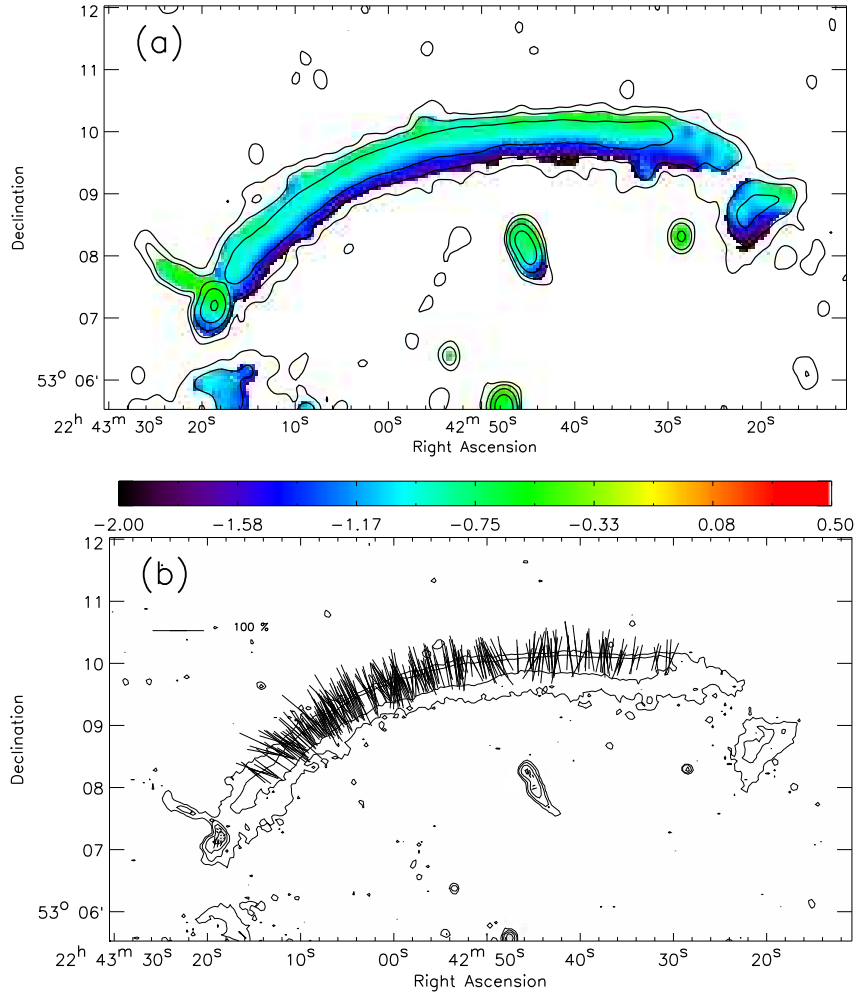 (a)
12
11
10
09
08
07
53° 06'
Declination
22ʰ 43ᵐ 30ˢ 20ˢ 10ˢ 00ˢ 42ᵐ 50ˢ 40ˢ 30ˢ 20ˢ
Right Ascension
−2.00 −1.58 −1.17 −0.75 −0.33 0.08 0.50
(b)
12
11
100 %
10
09
08
07
53° 06'
Declination
22ʰ 43ᵐ 30ˢ 20ˢ 10ˢ 00ˢ 42ᵐ 50ˢ 40ˢ 30ˢ 20ˢ
Right Ascension